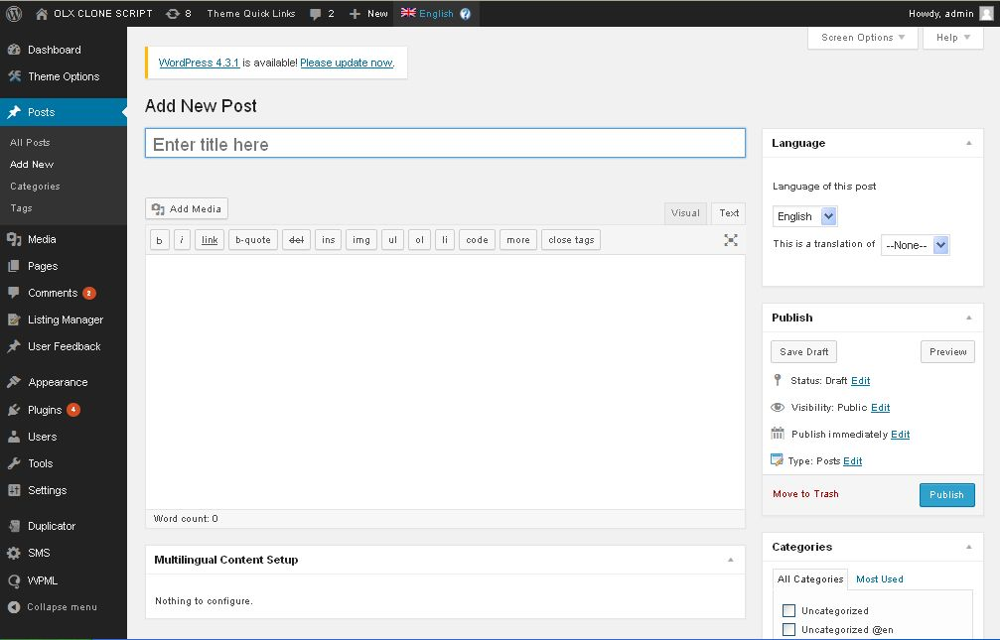 OLX CLONE SCRIPT 8 Theme Quick Links 2 New English ? Howdy, admin
Dashboard
Theme Options
Posts
All Posts
Add New
Categories
Tags
Media
Pages
Comments 2
Listing Manager
User Feedback
Appearance
Plugins 4
Users
Tools
Settings
Duplicator
SMS
WPML
Collapse menu
Screen Options Help
WordPress 4.3.1 is available! Please update now.
Add New Post
Enter title here
Add Media
Visual Text
b i link b-quote del ins img ul ol li code more close tags
Word count: 0
Multilingual Content Setup
Nothing to configure.
Language
Language of this post
English
This is a translation of --None--
Publish
Save Draft Preview
Status: Draft Edit
Visibility: Public Edit
Publish immediately Edit
Type: Posts Edit
Move to Trash Publish
Categories
All Categories Most Used
Uncategorized
Uncategorized @en